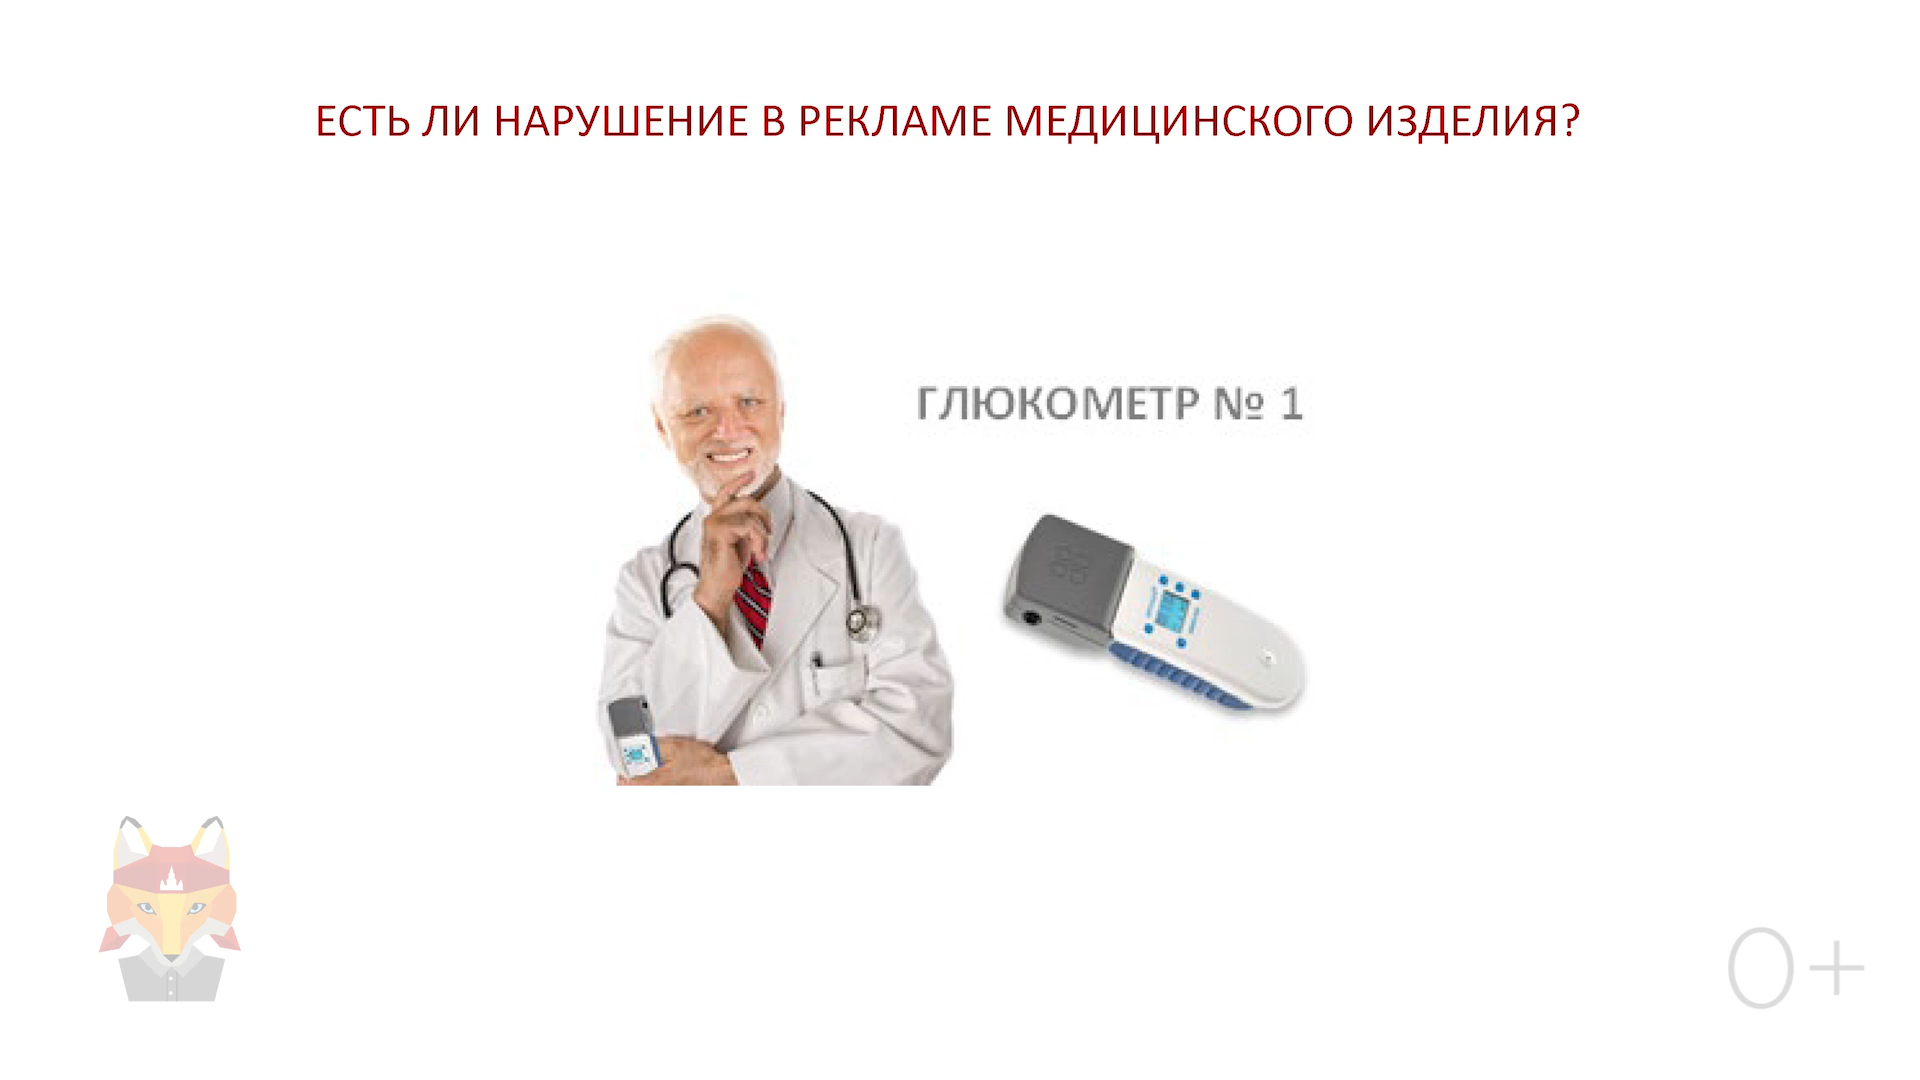 ЕСТЬ ЛИ НАРУШЕНИЕ В РЕКЛАМЕ МЕДИЦИНСКОГО ИЗДЕЛИЯ?
ГЛЮКОМЕТР № 1
0+